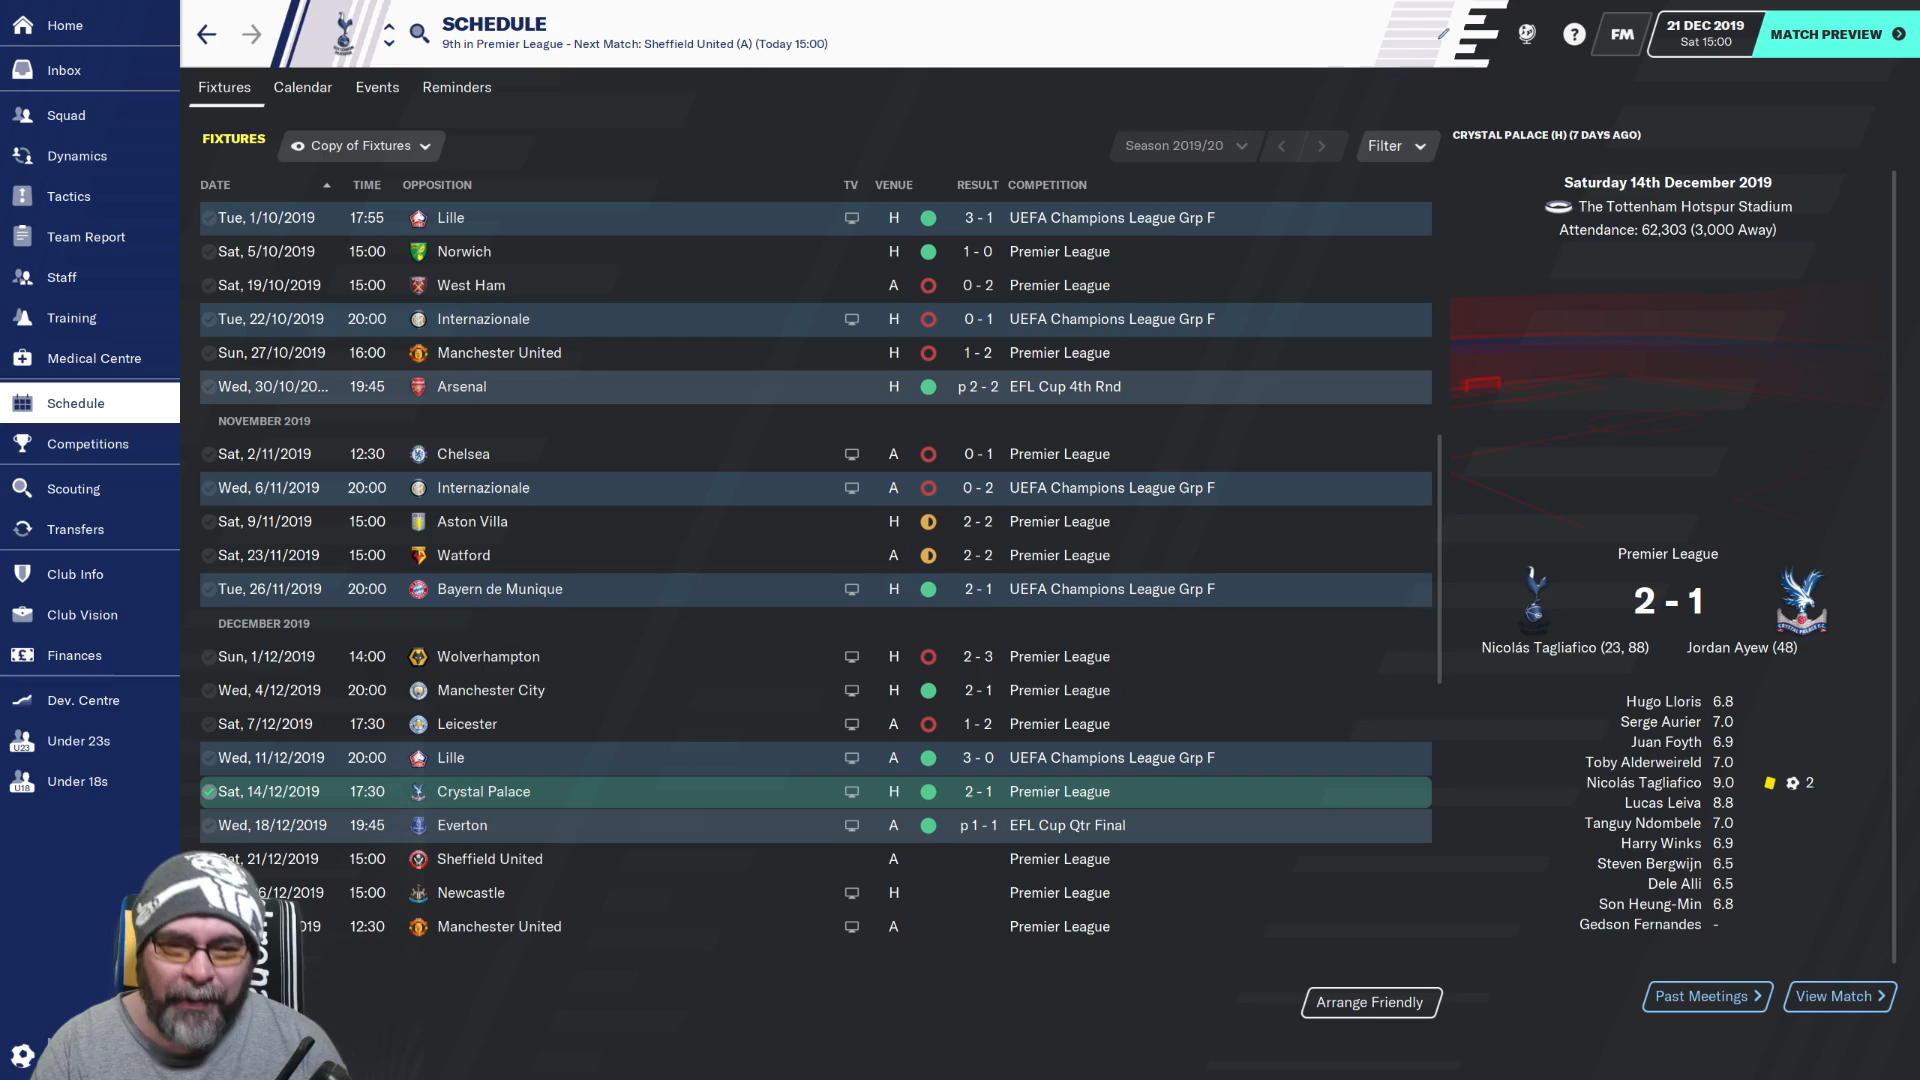 Home
Inbox
Squad
Dynamics
Tactics
Team Report
Staff
Training
Medical Centre
Schedule
Competitions
Scouting
Transfers
Club Info
Club Vision
Finances
Dev. Centre
U23 Under 23s
U18 Under 18s
SCHEDULE
9th in Premier League - Next Match: Sheffield United (A) (Today 15:00)
? FM
21 DEC 2019
Sat 15:00
MATCH PREVIEW
Fixtures Calendar Events Reminders
FIXTURES Copy of Fixtures Season 2019/20 Filter
DATE TIME OPPOSITION TV VENUE RESULT COMPETITION
Tue, 1/10/2019 17:55 Lille H 3 - 1 UEFA Champions League Grp F
Sat, 5/10/2019 15:00 Norwich H 1 - 0 Premier League
Sat, 19/10/2019 15:00 West Ham A 0 - 2 Premier League
Tue, 22/10/2019 20:00 Internazionale H 0 - 1 UEFA Champions League Grp F
Sun, 27/10/2019 16:00 Manchester United H 1 - 2 Premier League
Wed, 30/10/20... 19:45 Arsenal H p 2 - 2 EFL Cup 4th Rnd
NOVEMBER 2019
Sat, 2/11/2019 12:30 Chelsea A 0 - 1 Premier League
Wed, 6/11/2019 20:00 Internazionale A 0 - 2 UEFA Champions League Grp F
Sat, 9/11/2019 15:00 Aston Villa H 2 - 2 Premier League
Sat, 23/11/2019 15:00 Watford A 2 - 2 Premier League
Tue, 26/11/2019 20:00 Bayern de Munique H 2 - 1 UEFA Champions League Grp F
DECEMBER 2019
Sun, 1/12/2019 14:00 Wolverhampton H 2 - 3 Premier League
Wed, 4/12/2019 20:00 Manchester City H 2 - 1 Premier League
Sat, 7/12/2019 17:30 Leicester A 1 - 2 Premier League
Wed, 11/12/2019 20:00 Lille A 3 - 0 UEFA Champions League Grp F
Sat, 14/12/2019 17:30 Crystal Palace H 2 - 1 Premier League
Wed, 18/12/2019 19:45 Everton A p 1 - 1 EFL Cup Qtr Final
Sat, 21/12/2019 15:00 Sheffield United A Premier League
6/12/2019 15:00 Newcastle H Premier League
019 12:30 Manchester United A Premier League
Arrange Friendly
CRYSTAL PALACE (H) (7 DAYS AGO)
Saturday 14th December 2019
The Tottenham Hotspur Stadium
Attendance: 62,303 (3,000 Away)
Premier League
2 - 1
Nicolás Tagliafico (23, 88) Jordan Ayew (48)
Hugo Lloris 6.8
Serge Aurier 7.0
Juan Foyth 6.9
Toby Alderweireld 7.0
Nicolás Tagliafico 9.0 2
Lucas Leiva 8.8
Tanguy Ndombele 7.0
Harry Winks 6.9
Steven Bergwijn 6.5
Dele Alli 6.5
Son Heung-Min 6.8
Gedson Fernandes -
Past Meetings View Match